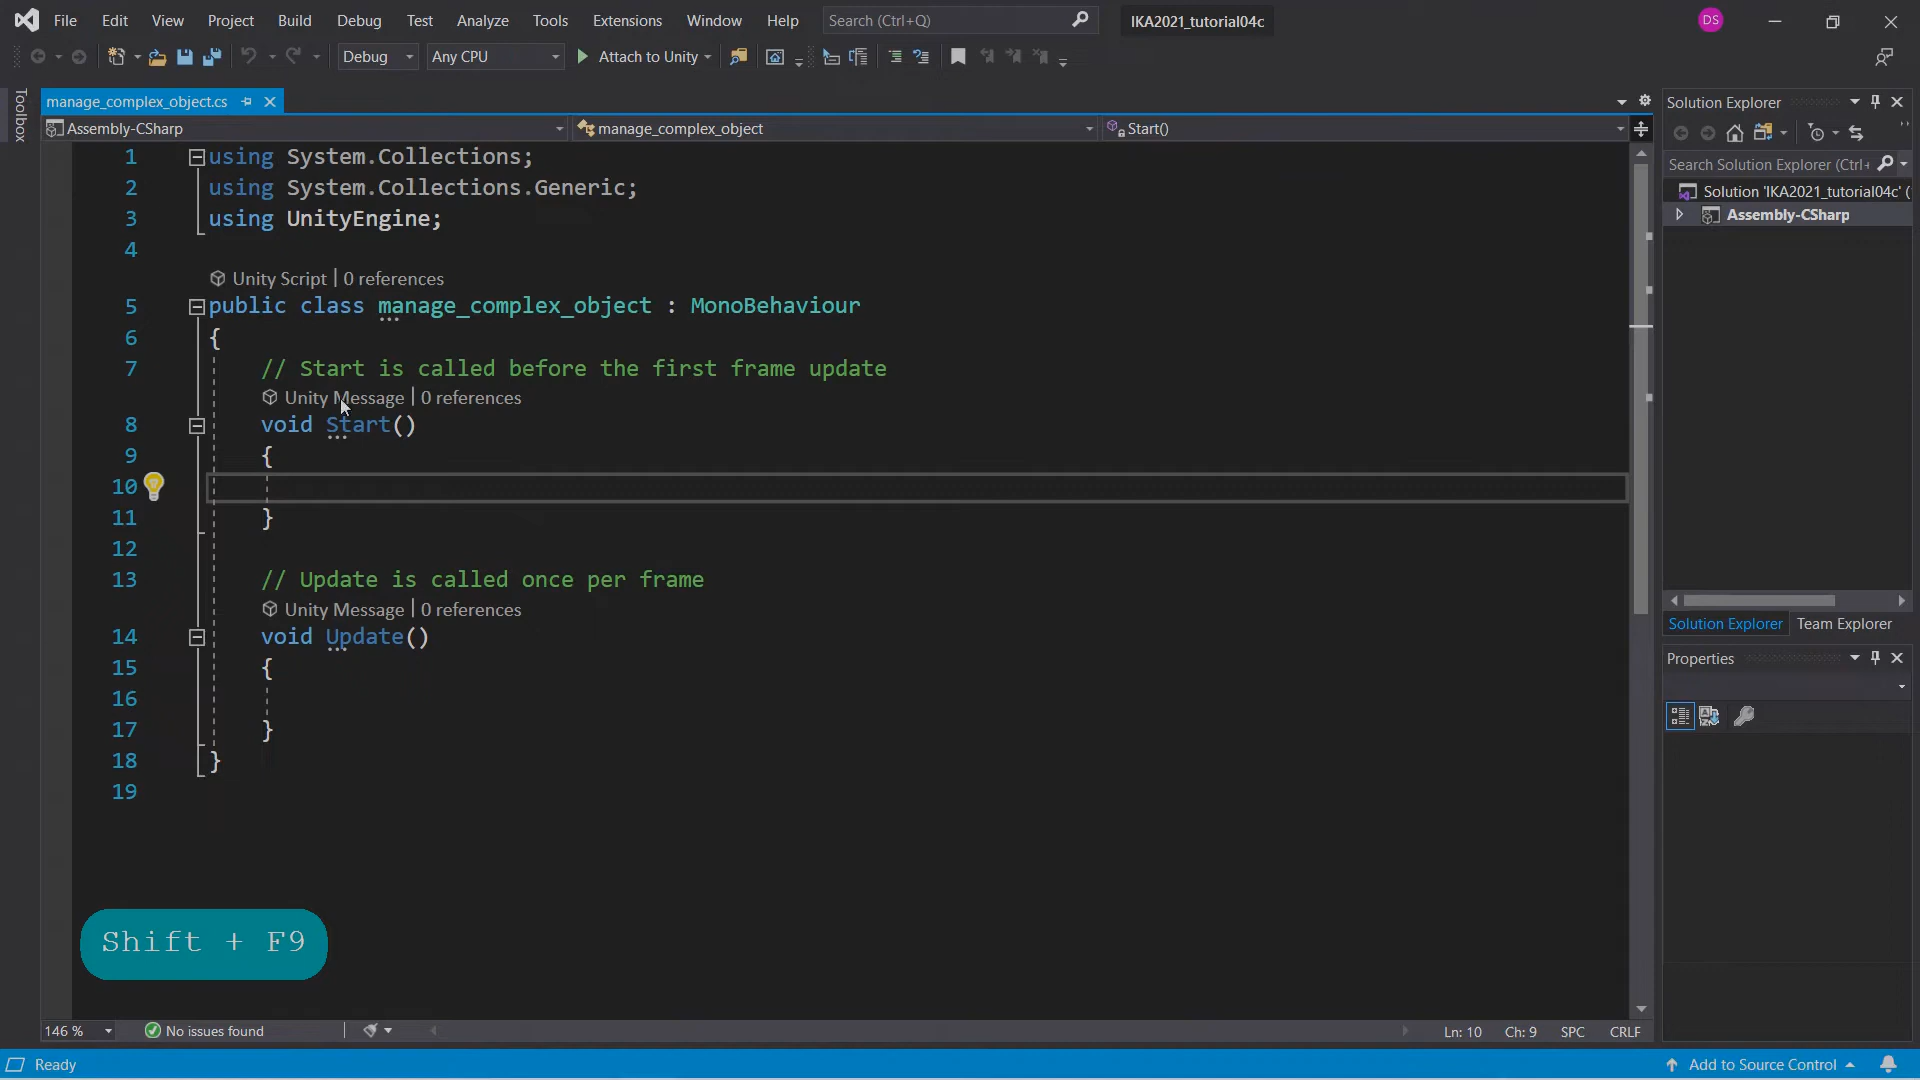 File Edit View Project Build Debug Test Analyze Tools Extensions Window Help Search (Ctrl+Q) IKA2021_tutorial04c DS
Debug Any CPU Attach to Unity
Toolbox
manage_complex_object.cs
Assembly-CSharp manage_complex_object Start()
1 using System.Collections;
2 using System.Collections.Generic;
3 using UnityEngine;
4
Unity Script | 0 references
5 public class manage_complex_object : MonoBehaviour
6 {
7 // Start is called before the first frame update
Unity Message | 0 references
8 void Start()
9 {
10
11 }
12
13 // Update is called once per frame
Unity Message | 0 references
14 void Update()
15 {
16
17 }
18 }
19
Shift + F9
146 % No issues found Ln: 10 Ch: 9 SPC CRLF
Ready Add to Source Control
Solution Explorer
Search Solution Explorer (Ctrl+
Solution 'IKA2021_tutorial04c' (
Assembly-CSharp
Solution Explorer Team Explorer
Properties